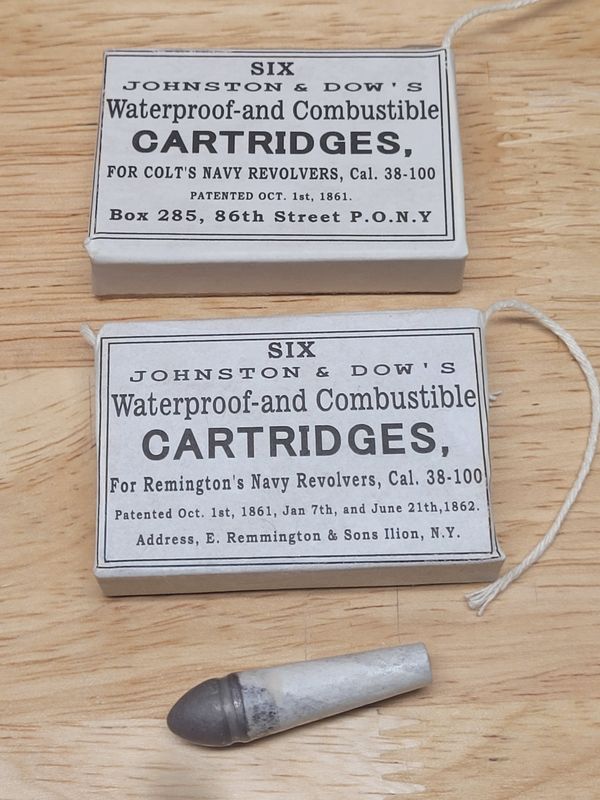 SIX
JOHNSTON & DOW'S
Waterproof-and Combustible
CARTRIDGES,
FOR COLT'S NAVY REVOLVERS, Cal. 38-100
PATENTED OCT. 1st, 1861.
Box 285, 86th Street P.O.N.Y
SIX
JOHNSTON & DOW'S
Waterproof-and Combustible
CARTRIDGES,
For Remington's Navy Revolvers, Cal. 38-100
Patented Oct. 1st, 1861, Jan 7th, and June 21th,1862.
Address, E. Remmington & Sons Ilion, N.Y.